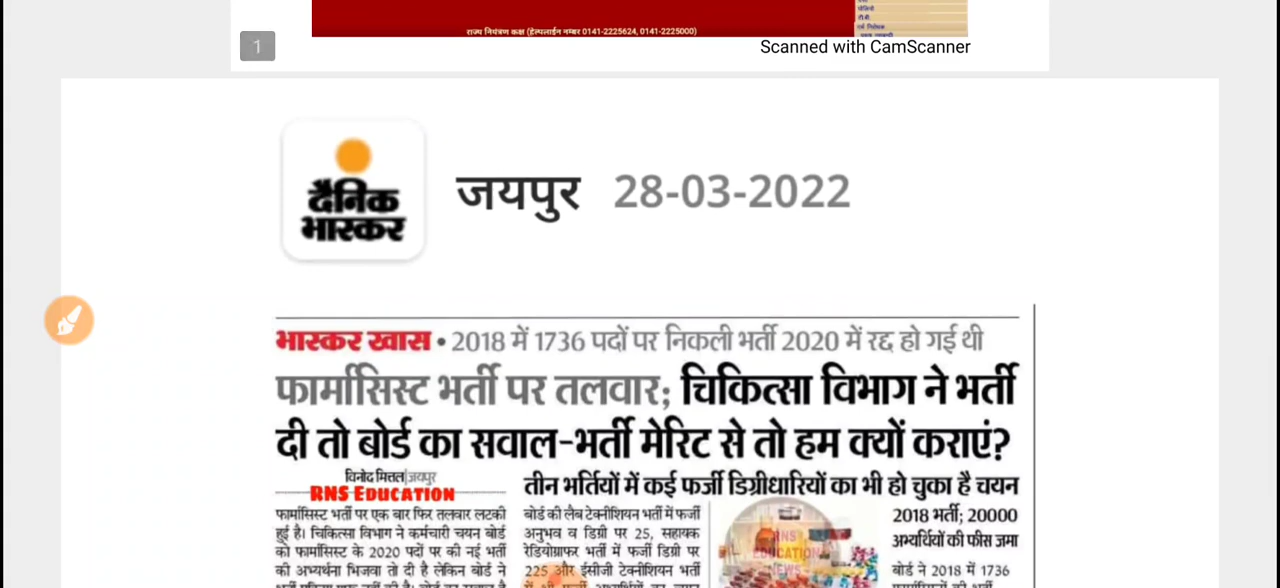 राज्य नियंत्रण कक्ष (हेल्पलाईन नम्बर 0141-2225624, 0141-2225000)
1
Scanned with CamScanner
दैनिक
भास्कर
जयपुर 28-03-2022
भास्कर खास • 2018 में 1736 पदों पर निकली भर्ती 2020 में रद्द हो गई थी
फार्मासिस्ट भर्ती पर तलवार; चिकित्सा विभाग ने भर्ती
दी तो बोर्ड का सवाल-भर्ती मेरिट से तो हम क्यों कराएं?
विनोद मित्तल|जयपुर
RNS EDUCATION
फार्मासिस्ट भर्ती पर एक बार फिर तलवार लटकी
हुई है। चिकित्सा विभाग ने कर्मचारी चयन बोर्ड
को फार्मासिस्ट के 2020 पदों पर की नई भर्ती
की अभ्यर्थना भिजवा तो दी है लेकिन बोर्ड ने
तीन भर्तियों में कई फर्जी डिग्रीधारियों का भी हो चुका है चयन
बोर्ड की लैब टेक्नीशियन भर्ती में फर्जी
अनुभव व डिग्री पर 25, सहायक
रेडियोग्राफर भर्ती में फर्जी डिग्री पर
225 और ईसीजी टेक्नीशियन भर्ती
RNS
EDUCATION
NEWS
2018 भर्ती; 20000
अभ्यर्थियों की फीस जमा
बोर्ड ने 2018 में 1736